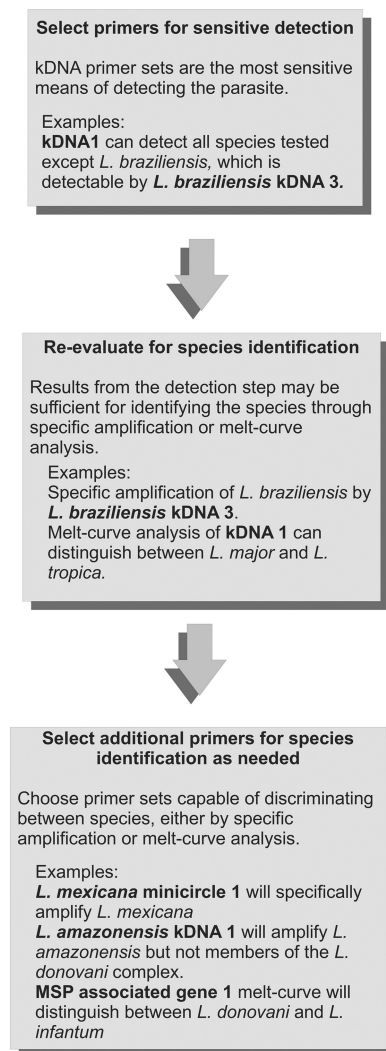 Select primers for sensitive detection
kDNA primer sets are the most sensitive
means of detecting the parasite.
Examples:
kDNA1 can detect all species tested
except L. braziliensis, which is
detectable by L. braziliensis kDNA 3.
Re-evaluate for species identification
Results from the detection step may be
sufficient for identifying the species through
specific amplification or melt-curve
analysis.
Examples:
Specific amplification of L. braziliensis by
L. braziliensis kDNA 3.
Melt-curve analysis of kDNA 1 can
distinguish between L. major and L.
tropica.
Select additional primers for species
identification as needed
Choose primer sets capable of discriminating
between species, either by specific
amplification or melt-curve analysis.
Examples:
L. mexicana minicircle 1 will specifically
amplify L. mexicana
L. amazonensis kDNA 1 will amplify L.
amazonensis but not members of the L.
donovani complex.
MSP associated gene 1 melt-curve will
distinguish between L. donovani and L.
infantum